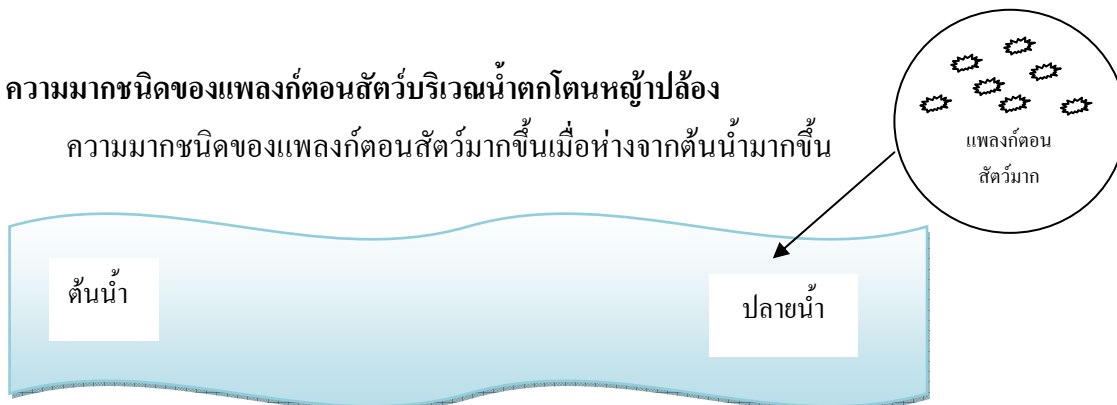 ความมากชนิดของแพลงก์ตอนสัตว์บริเวณน้ำตกโตนหญ้าปล้อง
ความมากชนิดของแพลงก์ตอนสัตว์มากขึ้นเมื่อห่างจากต้นน้ำมากขึ้น
แพลงก์ตอน
สัตว์มาก
ต้นน้ำ
ปลายน้ำ